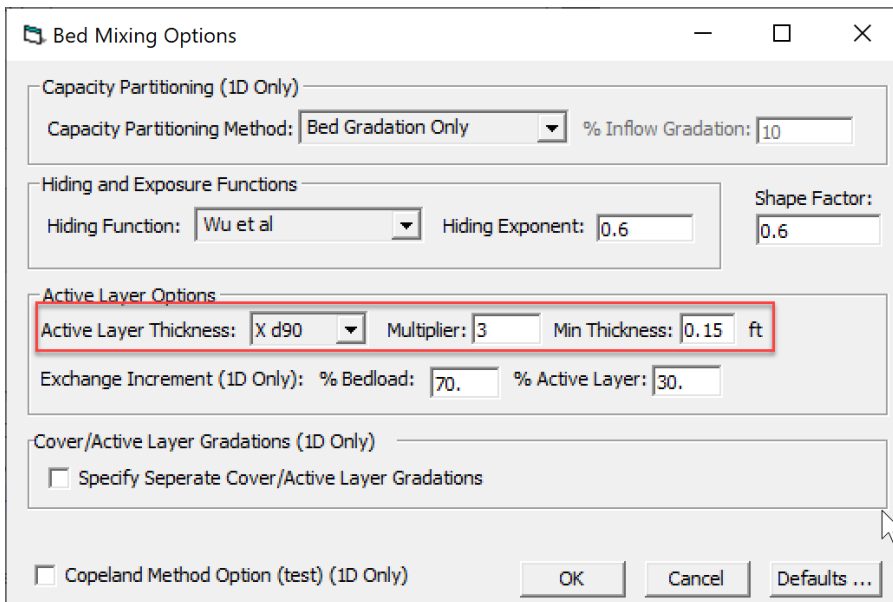 Bed Mixing Options
Capacity Partitioning (1D Only)
Capacity Partitioning Method: Bed Gradation Only % Inflow Gradation: 10
Hiding and Exposure Functions
Shape Factor:
Hiding Function: Wu et al Hiding Exponent: 0.6 0.6
Active Layer Options
Active Layer Thickness: X d90 Multiplier: 3 Min Thickness: 0.15 ft
Exchange Increment (1D Only): % Bedload: 70. % Active Layer: 30.
Cover/Active Layer Gradations (1D Only)
Specify Seperate Cover/Active Layer Gradations
Copeland Method Option (test) (1D Only) OK Cancel Defaults ...